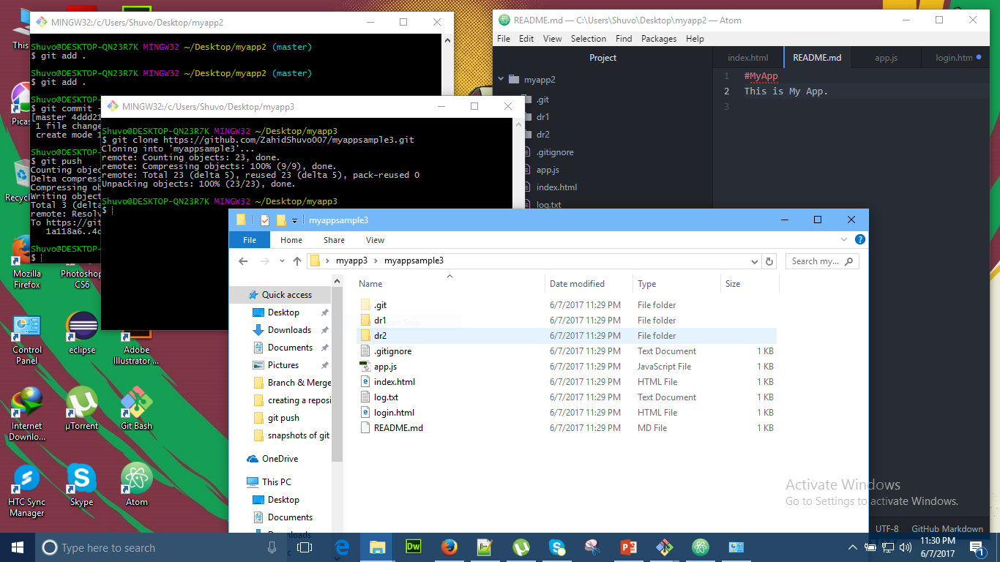 MINGW32:/c/Users/Shuvo/Desktop/myapp2
Shuvo@DESKTOP-QN23R7K MINGW32 ~/Desktop/myapp2 (master)
$ git add .
Shuvo@DESKTOP-QN23R7K MINGW32 ~/Desktop/myapp2 (master)
$ git add .
Shuvo@DESKTOP-
$ git commit -
[master 4ddd21
1 file change
create mode 1
Shuvo@DESKTOP-
$ git push
Counting objec
Delta compress
Compressing ob
Writing object
Total 3 (delta
remote: Resolv
To https://git
1a118a6..4d
Shuvo@DESKTOP-
$
MINGW32:/c/Users/Shuvo/Desktop/myapp3
Shuvo@DESKTOP-QN23R7K MINGW32 ~/Desktop/myapp3
$ git clone https://github.com/ZahidShuvo007/myappsample3.git
Cloning into 'myappsample3'...
remote: Counting objects: 23, done.
remote: Compressing objects: 100% (9/9), done.
remote: Total 23 (delta 5), reused 23 (delta 5), pack-reused 0
Unpacking objects: 100% (23/23), done.
Shuvo@DESKTOP-QN23R7K MINGW32 ~/Desktop/myapp3
$
README.md — C:\Users\Shuvo\Desktop\myapp2 — Atom
File Edit View Selection Find Packages Help
Project
index.html README.md app.js login.htm
myapp2
.git
dr1
dr2
.gitignore
app.js
index.html
log.txt
1 #MyApp
2 This is My App.
3
UTF-8 GitHub Markdown
myappsample3
File Home Share View
myapp3 > myappsample3
Search my...
Quick access
Desktop
Downloads
Documents
Pictures
Branch & Merge
creating a reposi
git push
snapshots of git
OneDrive
This PC
Desktop
Documents
Downloads
Name Date modified Type Size
.git 6/7/2017 11:29 PM File folder
dr1 6/7/2017 11:29 PM File folder
dr2 6/7/2017 11:29 PM File folder
.gitignore 6/7/2017 11:29 PM Text Document 1 KB
app.js 6/7/2017 11:29 PM JavaScript File 1 KB
index.html 6/7/2017 11:29 PM HTML File 1 KB
log.txt 6/7/2017 11:29 PM Text Document 1 KB
login.html 6/7/2017 11:29 PM HTML File 1 KB
README.md 6/7/2017 11:29 PM MD File 1 KB
This
Picas
Recyc
Mozilla
Firefox
Photoshop
CS6
Control
Panel
eclipse
Adobe
Illustrator ...
Internet
Downlo...
µTorrent
Git Bash
HTC Sync
Manager
Skype
Atom
Activate Windows
Go to Settings to activate Windows.
Type here to search
Dw
11:30 PM
6/7/2017
1